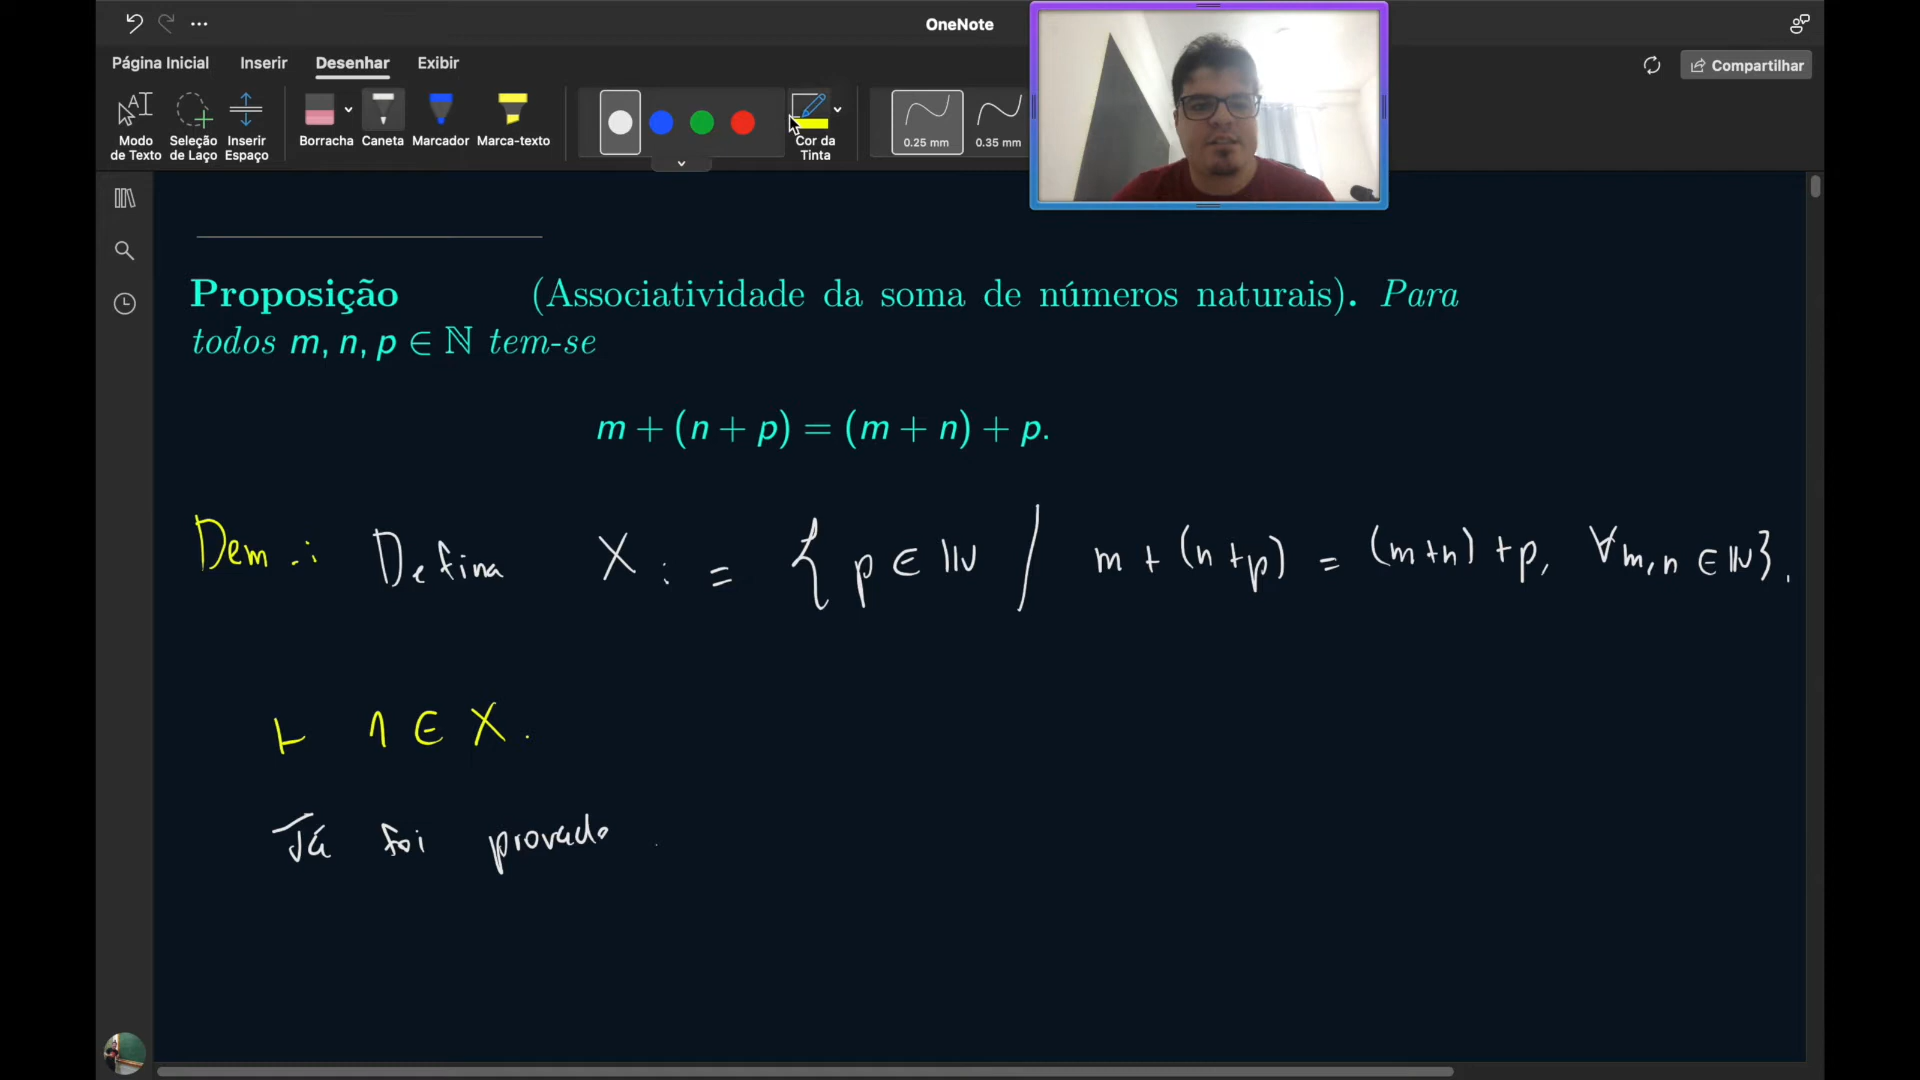 OneNote
Página Inicial Inserir Desenhar Exibir Compartilhar
Modo de Texto Seleção de Laço Inserir Espaço Borracha Caneta Marcador Marca-texto Cor da Tinta 0.25 mm 0.35 mm
Proposição (Associatividade da soma de números naturais). Para
todos m, n, p ∈ ℕ tem-se
m + (n + p) = (m + n) + p.
Dem.: Defina X := { p ∈ ℕ / m + (n + p) = (m + n) + p, ∀ m, n ∈ ℕ }.
⊢ 1 ∈ X.
Já foi provado.